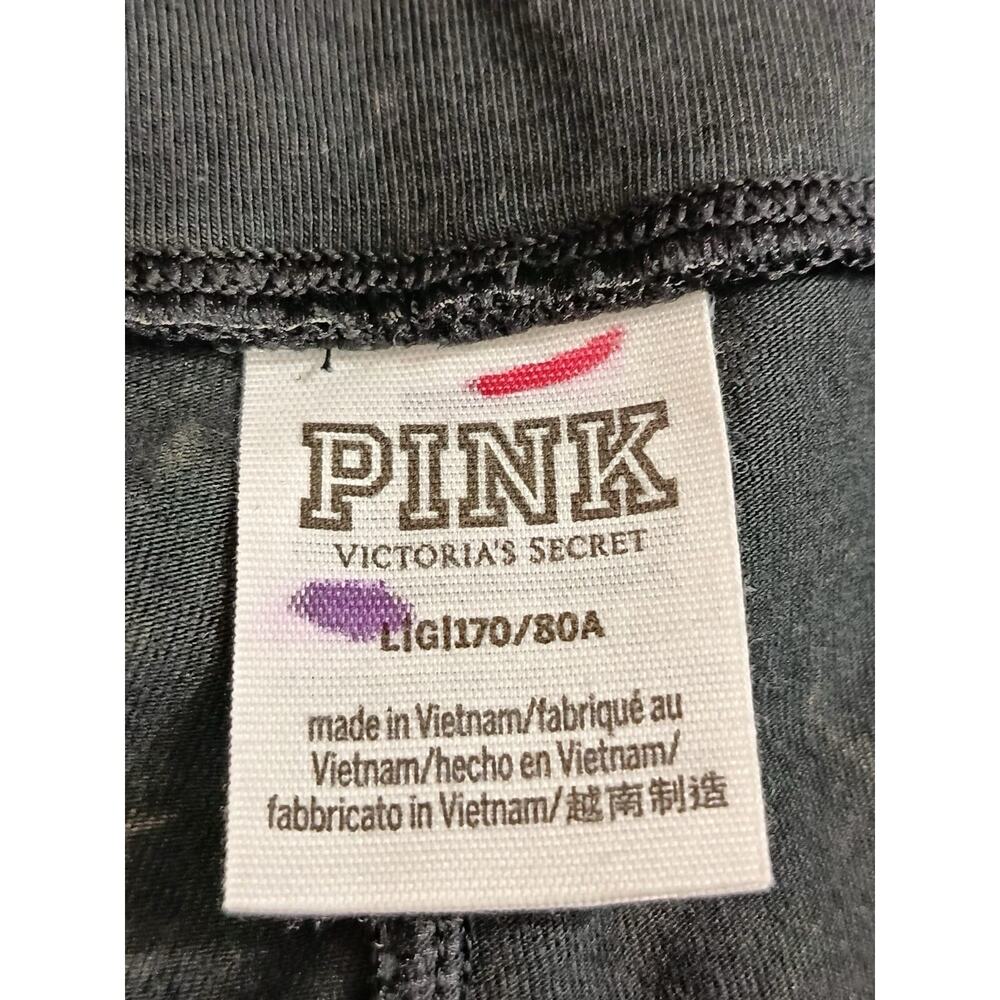 PINK
VICTORIA'S SECRET
L|G|170/80A
made in Vietnam/fabriqué au
Vietnam/hecho en Vietnam/
fabbricato in Vietnam/越南制造